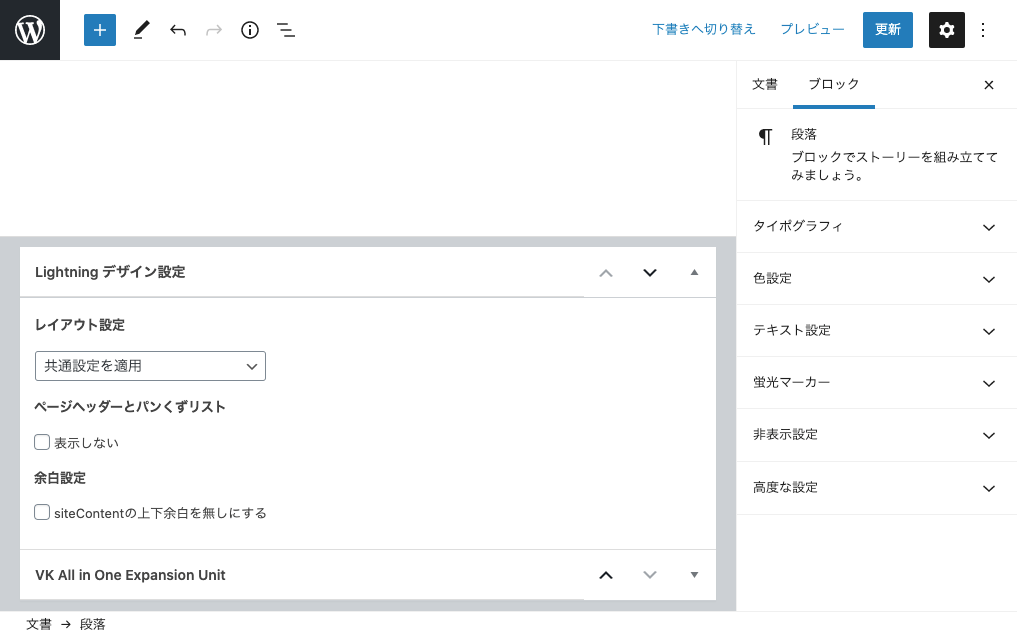 下書きへ切り替え
プレビュー
更新
文書
ブロック
段落
ブロックでストーリーを組み立てて
みましょう。
タイポグラフィ
色設定
テキスト設定
蛍光マーカー
非表示設定
高度な設定
Lightning デザイン設定
レイアウト設定
共通設定を適用
ページヘッダーとパンくずリスト
表示しない
余白設定
siteContentの上下余白を無しにする
VK All in One Expansion Unit
文書 → 段落